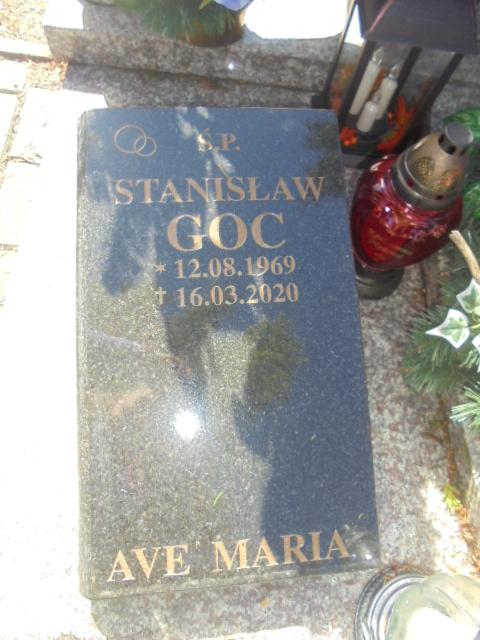 Ś.P.
STANISŁAW
GOC
* 12.08.1969
† 16.03.2020
AVE MARIA